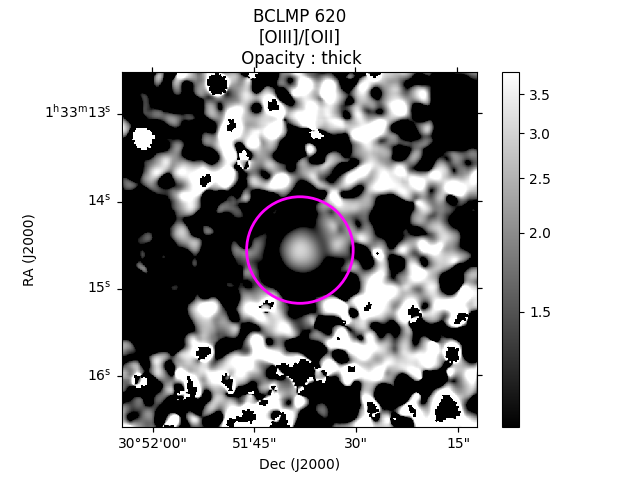 BCLMP 620
[OIII]/[OII]
Opacity : thick
1ʰ33ᵐ13ˢ
14ˢ
15ˢ
16ˢ
RA (J2000)
30°52'00"
51'45"
30"
15"
Dec (J2000)
3.5
3.0
2.5
2.0
1.5